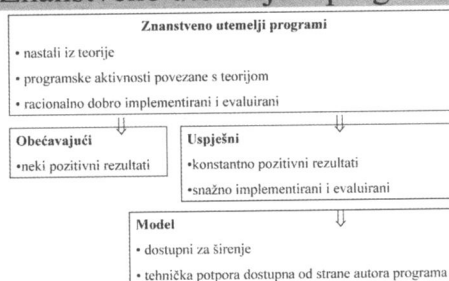 Znanstveno utemeljeni programi
• nastali iz teorije
• programske aktivnosti povezane s teorijom
• racionalno dobro implementirani i evaluirani
Obećavajući
•neki pozitivni rezultati
Uspješni
•konstantno pozitivni rezultati
•snažno implementirani i evaluirani
Model
• dostupni za širenje
• tehnička potpora dostupna od strane autora programa